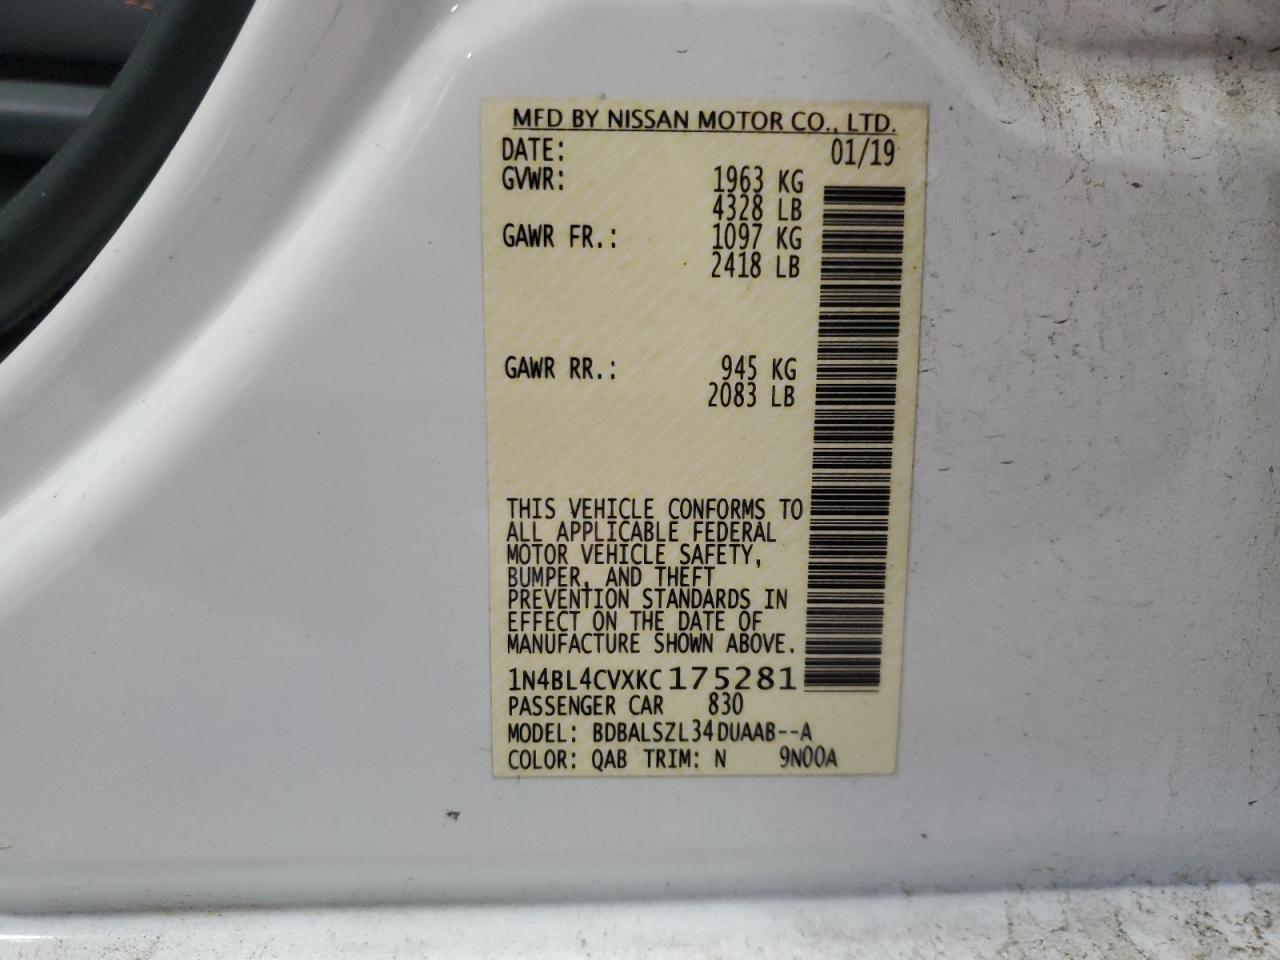 MFD BY NISSAN MOTOR CO., LTD.
DATE: 01/19
GVWR: 1963 KG
4328 LB
GAWR FR.: 1097 KG
2418 LB
GAWR RR.: 945 KG
2083 LB
THIS VEHICLE CONFORMS TO
ALL APPLICABLE FEDERAL
MOTOR VEHICLE SAFETY,
BUMPER, AND THEFT
PREVENTION STANDARDS IN
EFFECT ON THE DATE OF
MANUFACTURE SHOWN ABOVE.
1N4BL4CVXKC175281
PASSENGER CAR 830
MODEL: BDBALSZL34DUAAB--A
COLOR: QAB TRIM: N 9N00A